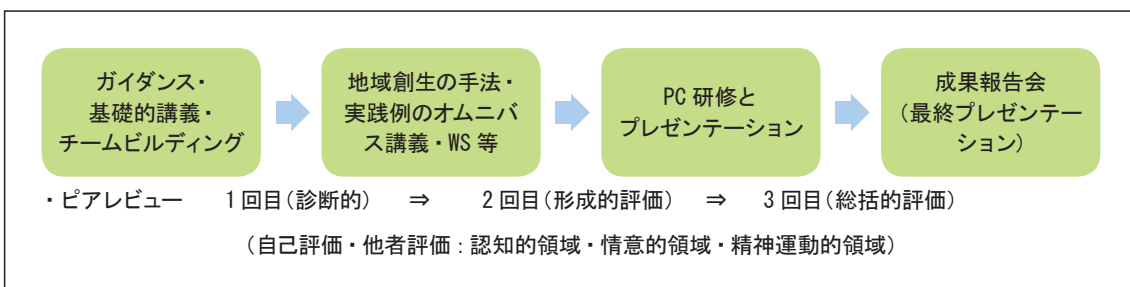 ガイダンス・
基礎的講義・
チームビルディング
地域創生の手法・
実践例のオムニバ
ス講義・WS 等
PC 研修と
プレゼンテーション
成果報告会
(最終プレゼンテー
ション)
・ピアレビュー 1回目(診断的) ⇒ 2回目(形成的評価) ⇒ 3回目(総括的評価)
(自己評価・他者評価:認知的領域・情意的領域・精神運動的領域)